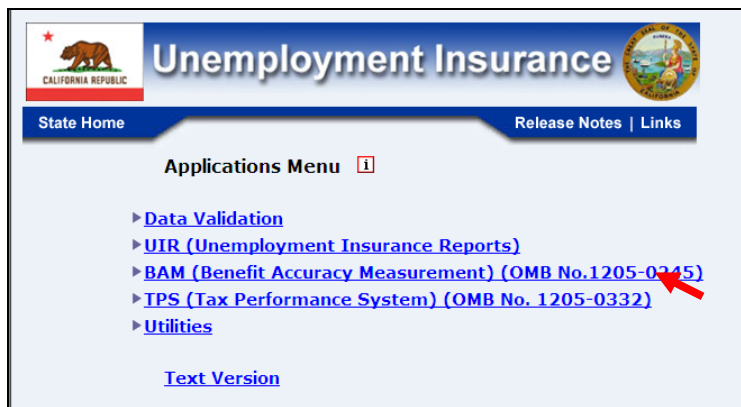 CALIFORNIA REPUBLIC
Unemployment Insurance
State Home
Release Notes | Links
Applications Menu i
Data Validation
UIR (Unemployment Insurance Reports)
BAM (Benefit Accuracy Measurement) (OMB No.1205-0245)
TPS (Tax Performance System) (OMB No. 1205-0332)
Utilities
Text Version